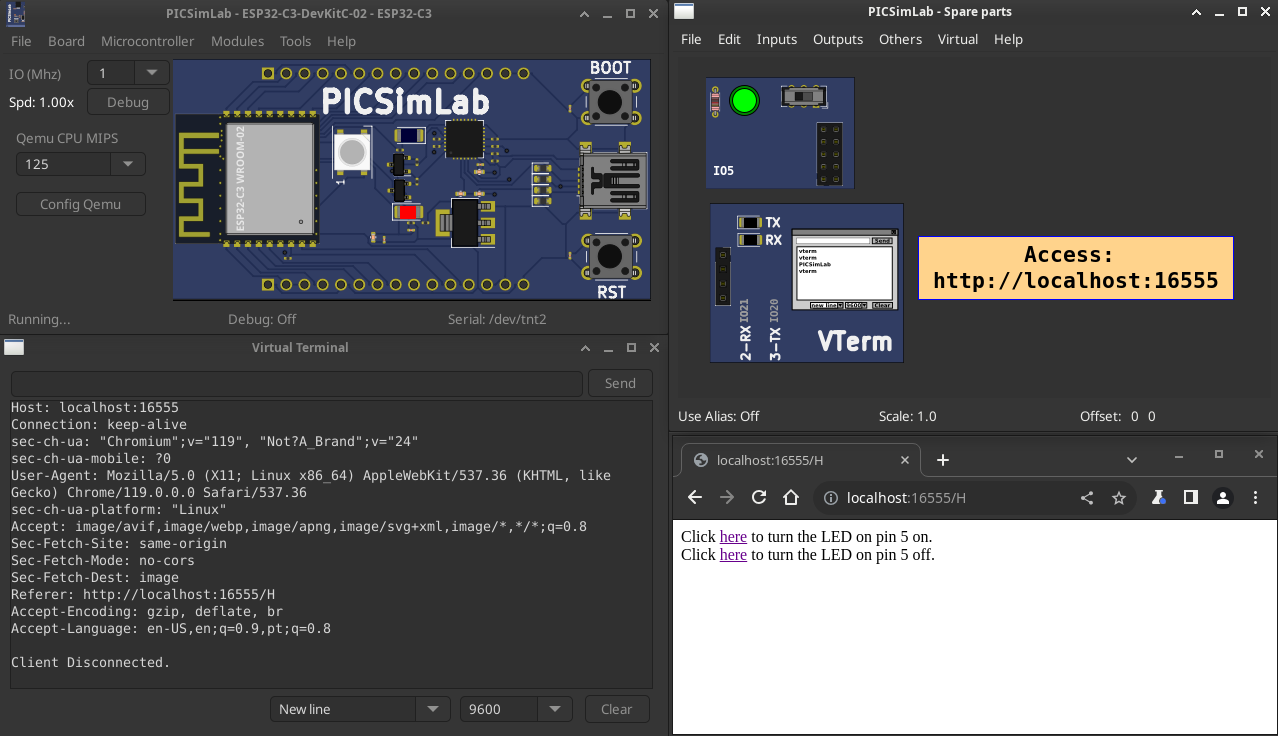 PICSimLab - ESP32-C3-DevKitC-02 - ESP32-C3
File Board Microcontroller Modules Tools Help
IO (Mhz) 1
Spd: 1.00x Debug
Qemu CPU MIPS
125
Config Qemu
PICSimLab
BOOT
ESP32-C3 WROOM-02
1
RST
Running... Debug: Off Serial: /dev/tnt2
Virtual Terminal
Send
Host: localhost:16555
Connection: keep-alive
sec-ch-ua: "Chromium";v="119", "Not?A_Brand";v="24"
sec-ch-ua-mobile: ?0
User-Agent: Mozilla/5.0 (X11; Linux x86_64) AppleWebKit/537.36 (KHTML, like
Gecko) Chrome/119.0.0.0 Safari/537.36
sec-ch-ua-platform: "Linux"
Accept: image/avif,image/webp,image/apng,image/svg+xml,image/*,*/*;q=0.8
Sec-Fetch-Site: same-origin
Sec-Fetch-Mode: no-cors
Sec-Fetch-Dest: image
Referer: http://localhost:16555/H
Accept-Encoding: gzip, deflate, br
Accept-Language: en-US,en;q=0.9,pt;q=0.8
Client Disconnected.
New line 9600 Clear
PICSimLab - Spare parts
File Edit Inputs Outputs Others Virtual Help
IO5
TX
RX
Send
vterm
vterm
PICSimLab
vterm
new line 9600 Clear
2-RX IO21
3-TX IO20
VTerm
Access:
http://localhost:16555
Use Alias: Off Scale: 1.0 Offset: 0 0
localhost:16555/H
localhost:16555/H
Click here to turn the LED on pin 5 on.
Click here to turn the LED on pin 5 off.